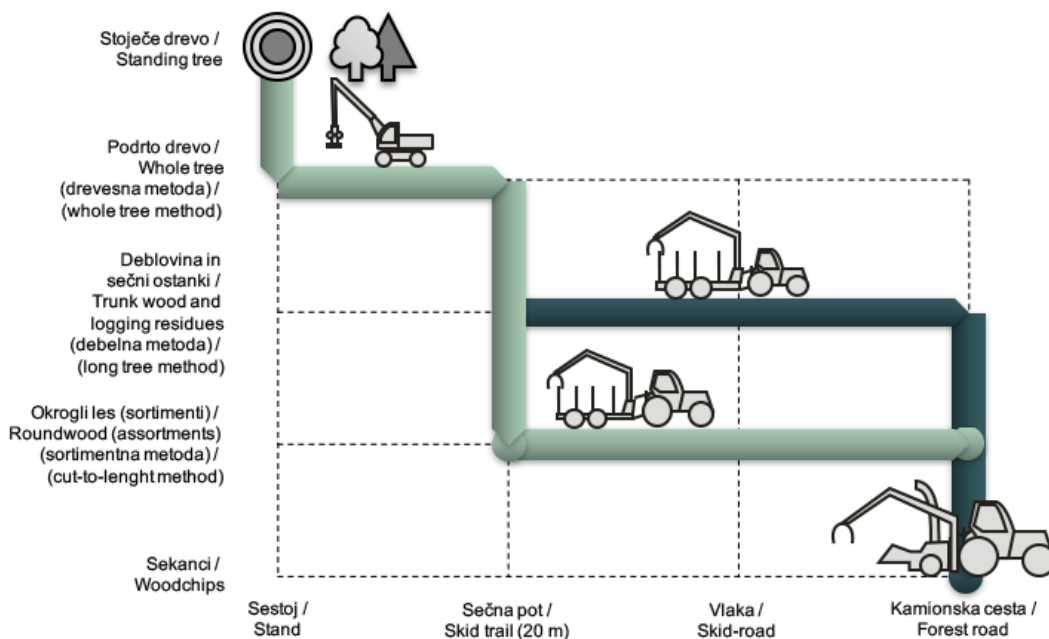 Stoječe drevo /
Standing tree
Podrto drevo /
Whole tree
(drevesna metoda) /
(whole tree method)
Deblovina in
sečni ostanki /
Trunk wood and
logging residues
(debelna metoda) /
(long tree method)
Okrogli les (sortimenti) /
Roundwood (assortments)
(sortimentna metoda) /
(cut-to-lenght method)
Sekanci /
Woodchips
Sestoj /
Stand
Sečna pot /
Skid trail (20 m)
Vlaka /
Skid-road
Kamionska cesta /
Forest road